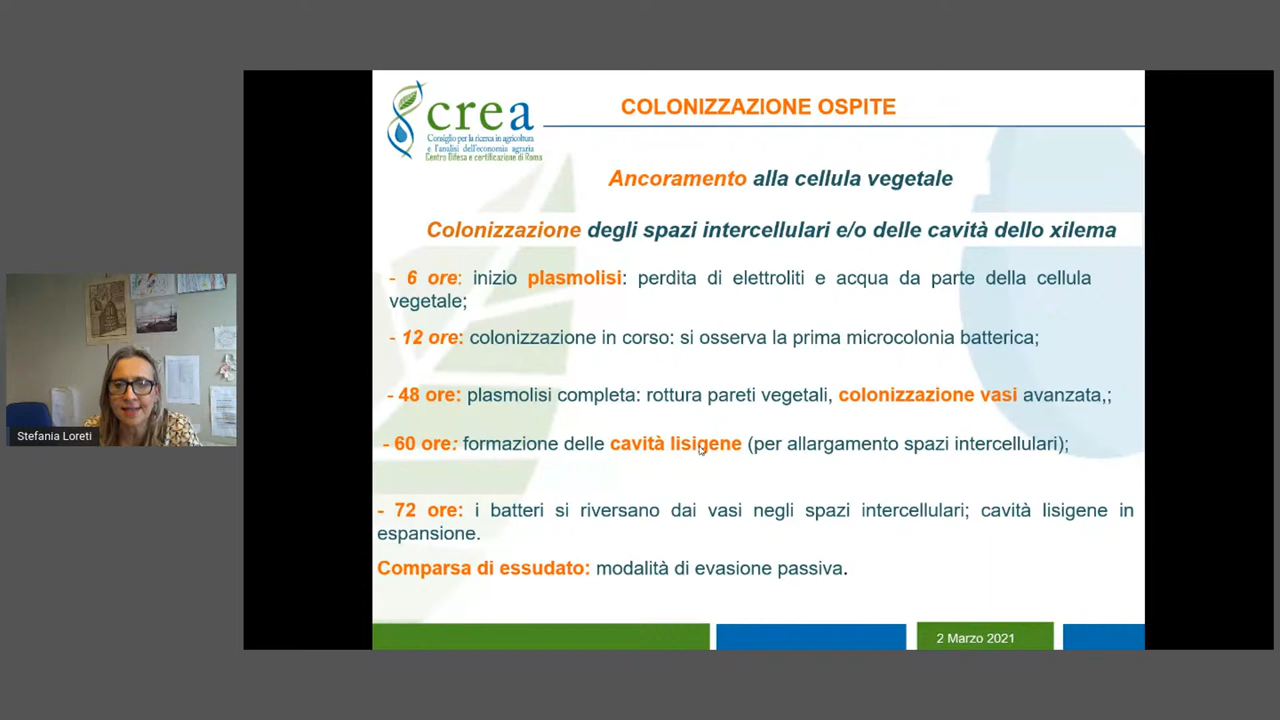 crea
Consiglio per la ricerca in agricoltura
e l'analisi dell'economia agraria
Centro Difesa e certificazione di Roma
COLONIZZAZIONE OSPITE
Ancoramento alla cellula vegetale
Colonizzazione degli spazi intercellulari e/o delle cavità dello xilema
- 6 ore: inizio plasmolisi: perdita di elettroliti e acqua da parte della cellula
vegetale;
- 12 ore: colonizzazione in corso: si osserva la prima microcolonia batterica;
- 48 ore: plasmolisi completa: rottura pareti vegetali, colonizzazione vasi avanzata,;
- 60 ore: formazione delle cavità lisigene (per allargamento spazi intercellulari);
- 72 ore: i batteri si riversano dai vasi negli spazi intercellulari; cavità lisigene in
espansione.
Comparsa di essudato: modalità di evasione passiva.
2 Marzo 2021
Stefania Loreti